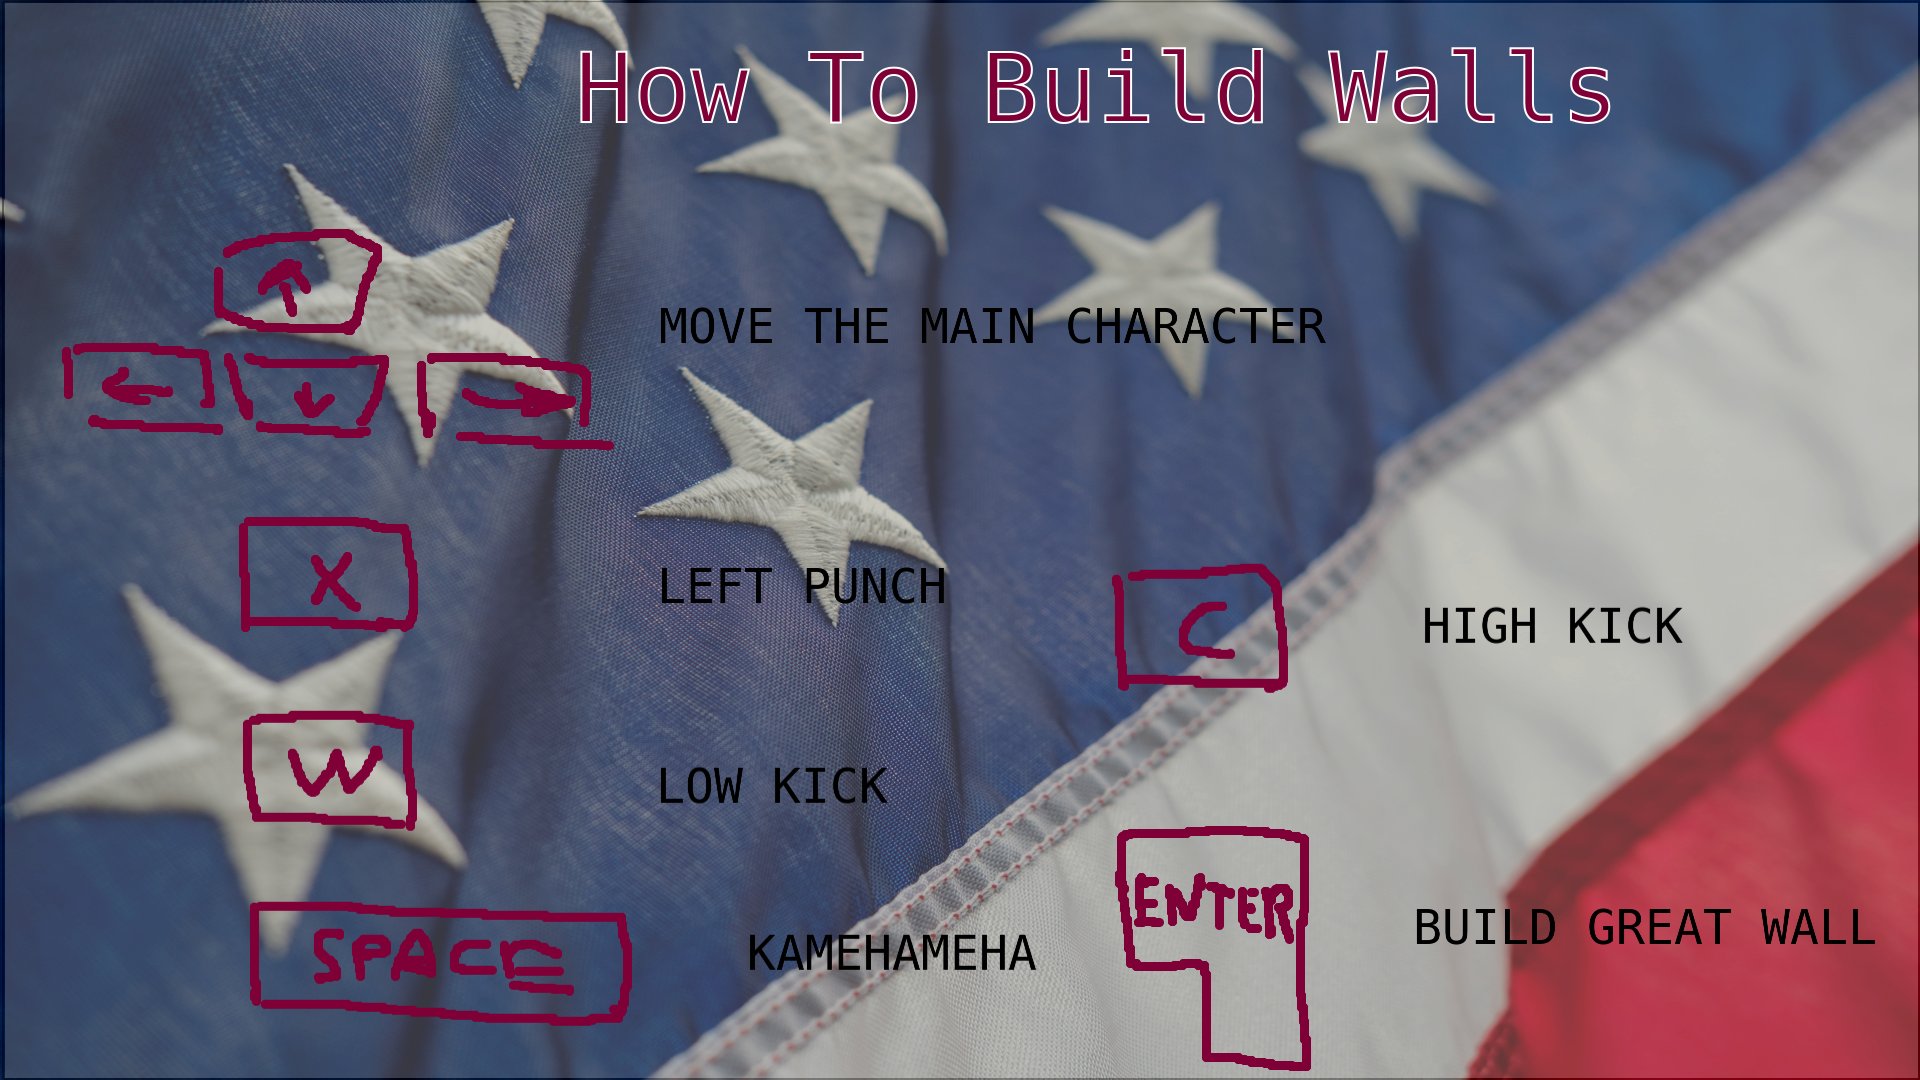 How To Build Walls
↑
MOVE THE MAIN CHARACTER
← ↓ →
X
LEFT PUNCH
C
HIGH KICK
W
LOW KICK
ENTER
BUILD GREAT WALL
SPACE
KAMEHAMEHA